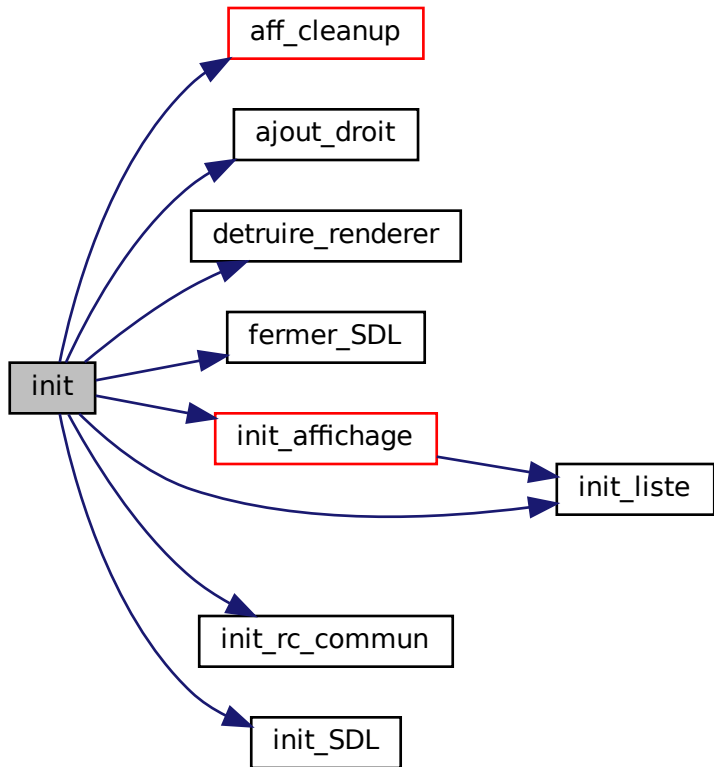 aff_cleanup
ajout_droit
detruire_renderer
fermer_SDL
init
init_affichage
init_liste
init_rc_commun
init_SDL